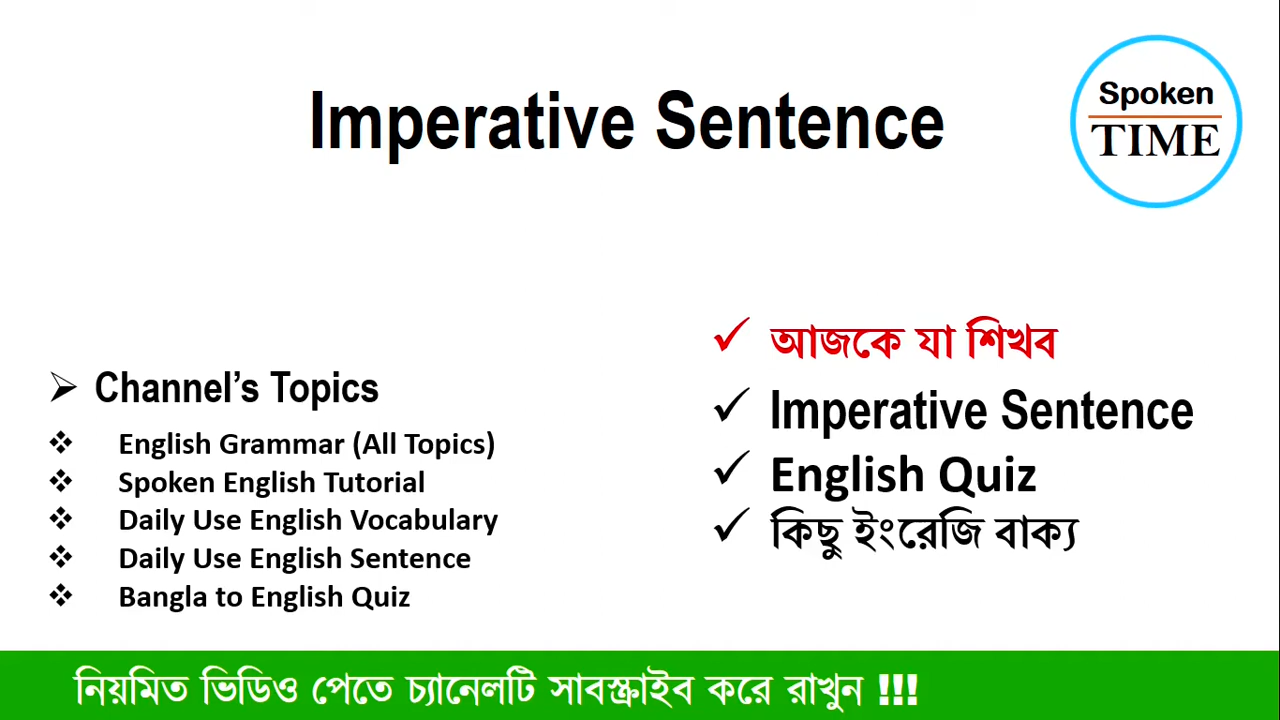 Imperative Sentence
Spoken
TIME
Channel’s Topics
English Grammar (All Topics)
Spoken English Tutorial
Daily Use English Vocabulary
Daily Use English Sentence
Bangla to English Quiz
আজকে যা শিখব
Imperative Sentence
English Quiz
কিছু ইংরেজি বাক্য
নিয়মিত ভিডিও পেতে চ্যানেলটি সাবস্ক্রাইব করে রাখুন !!!